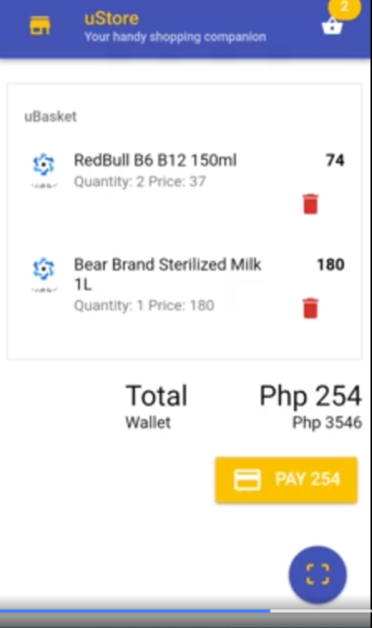 2
uStore
Your handy shopping companion
uBasket
RedBull B6 B12 150ml 74
Quantity: 2 Price: 37
Bear Brand Sterilized Milk 180
1L
Quantity: 1 Price: 180
Total Php 254
Wallet Php 3546
PAY 254